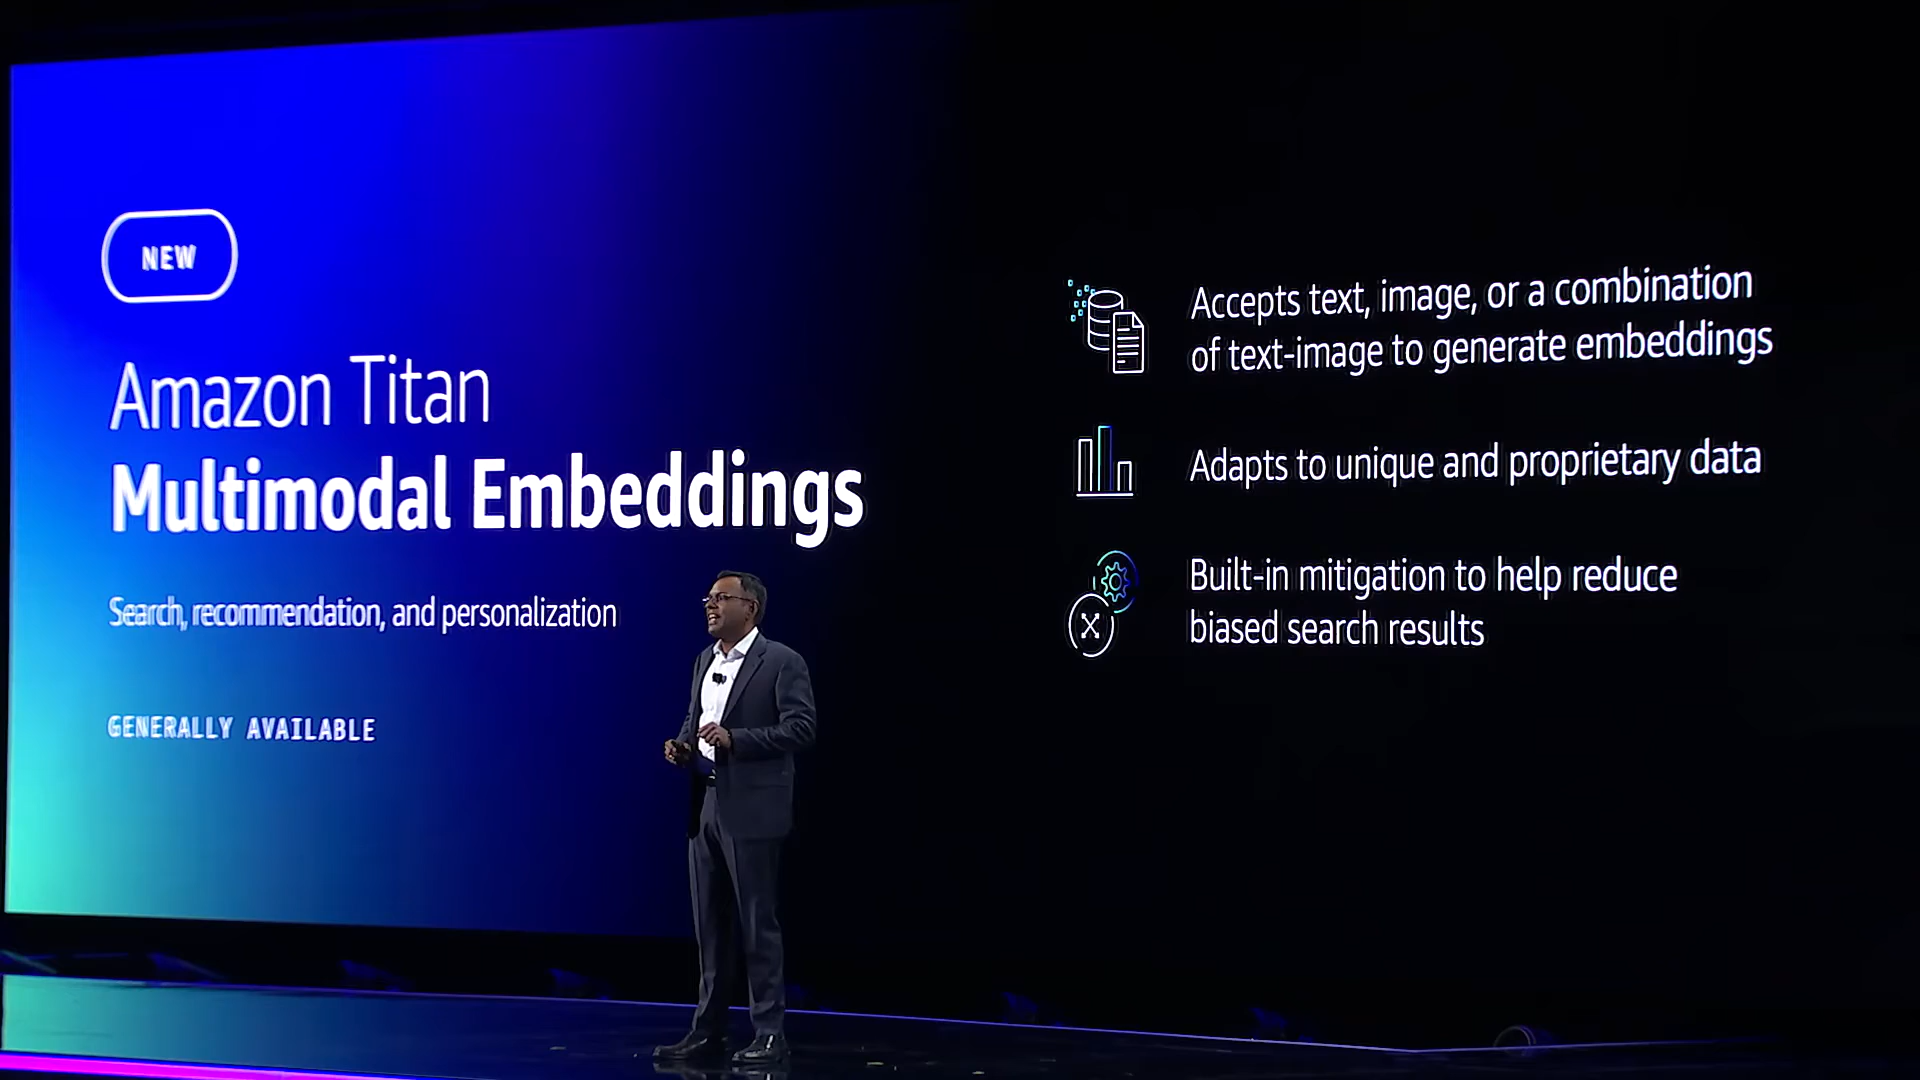 NEW
Amazon Titan
Multimodal Embeddings
Search, recommendation, and personalization
GENERALLY AVAILABLE
Accepts text, image, or a combination
of text-image to generate embeddings
Adapts to unique and proprietary data
Built-in mitigation to help reduce
biased search results